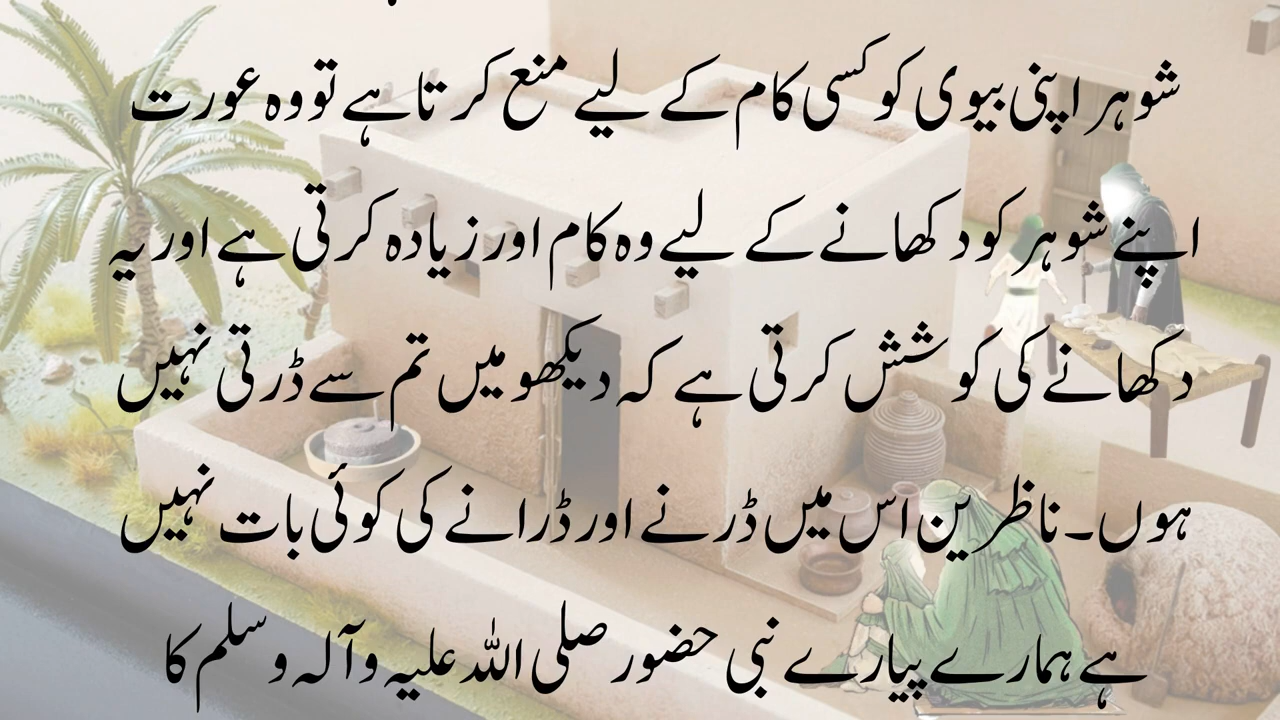 شوہر اپنی بیوی کو کسی کام کے لیے منع کرتا ہے تو وہ عورت
اپنے شوہر کو دکھانے کے لیے وہ کام اور زیادہ کرتی ہے اور یہ
دکھانے کی کوشش کرتی ہے کہ دیکھو میں تم سے ڈرتی نہیں
ہوں۔ ناظرین اس میں ڈرنے اور ڈرانے کی کوئی بات نہیں
ہے ہمارے پیارے نبی حضور صلی اللہ علیہ وآلہ وسلم کا